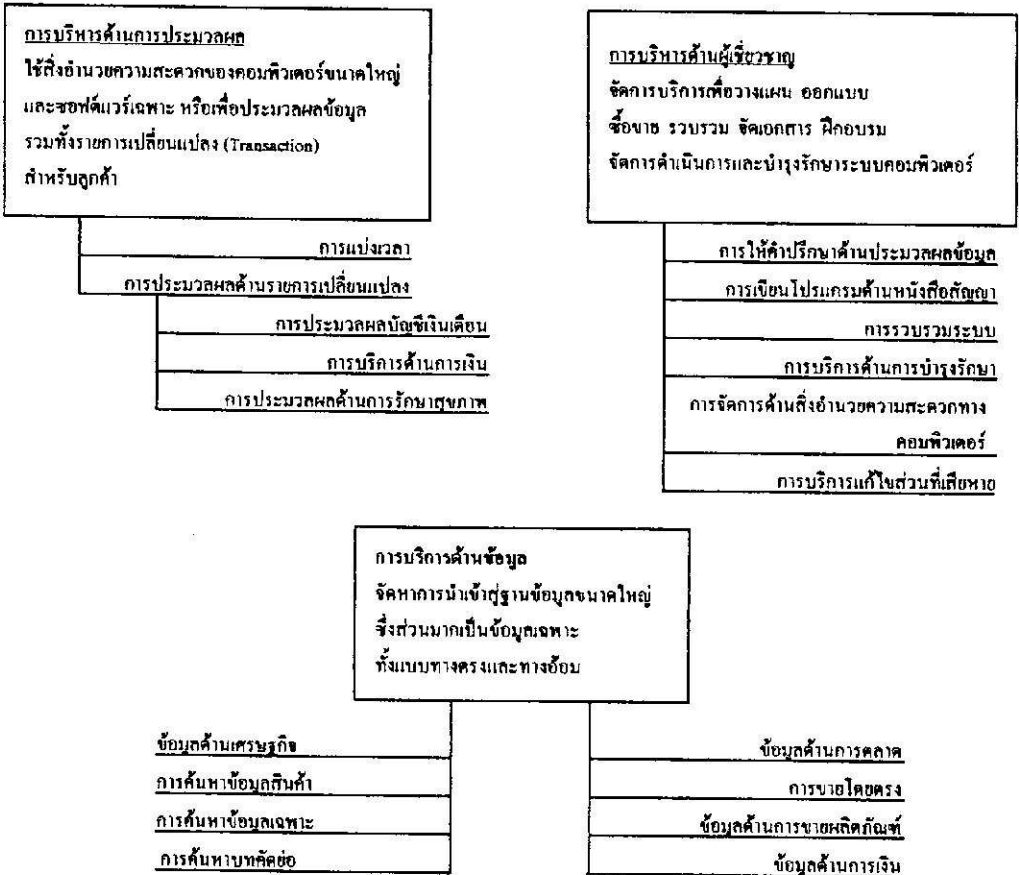 การบริหารด้านการประมวลผล
ใช้สิ่งอำนวยความสะดวกของคอมพิวเตอร์ขนาดใหญ่
และซอฟต์แวร์เฉพาะ หรือเพื่อประมวลผลข้อมูล
รวมทั้งรายการเปลี่ยนแปลง (Transaction)
สำหรับลูกค้า
การแบ่งเวลา
การประมวลผลด้านรายการเปลี่ยนแปลง
การประมวลผลบัญชีเงินเดือน
การบริการด้านการเงิน
การประมวลผลด้านการรักษาสุขภาพ
การบริหารด้านผู้เชี่ยวชาญ
จัดการบริการเพื่อวางแผน ออกแบบ
ซื้อขาย รวบรวม จัดเอกสาร ฝึกอบรม
จัดการดำเนินการและบำรุงรักษาระบบคอมพิวเตอร์
การให้คำปรึกษาด้านประมวลผลข้อมูล
การเขียนโปรแกรมด้านหนังสือสัญญา
การรวบรวมระบบ
การบริการด้านการบำรุงรักษา
การจัดการด้านสิ่งอำนวยความสะดวกทาง
คอมพิวเตอร์
การบริการแก้ไขส่วนที่เสียหาย
การบริการด้านข้อมูล
จัดหาการนำเข้าสู่ฐานข้อมูลขนาดใหญ่
ซึ่งส่วนมากเป็นข้อมูลเฉพาะ
ทั้งแบบทางตรงและทางอ้อม
ข้อมูลด้านเศรษฐกิจ
การค้นหาข้อมูลสินค้า
การค้นหาข้อมูลเฉพาะ
การค้นหาบทคัดย่อ
ข้อมูลด้านการตลาด
การขายโดยตรง
ข้อมูลด้านการขายผลิตภัณฑ์
ข้อมูลด้านการเงิน